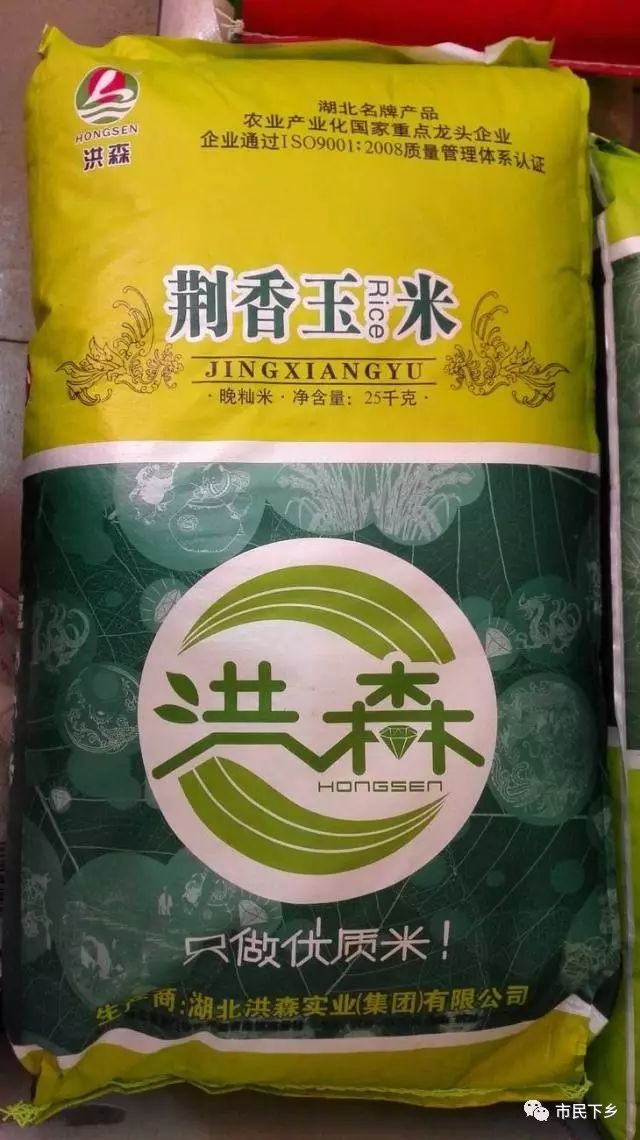 HONGSEN
洪森
湖北名牌产品
农业产业化国家重点龙头企业
企业通过ISO9001:2008质量管理体系认证
荆香玉Rice米
JINGXIANGYU
·晚籼米·净含量：25千克·
洪森
HONGSEN
只做优质米！
生产商:湖北洪森实业(集团)有限公司
市民下乡